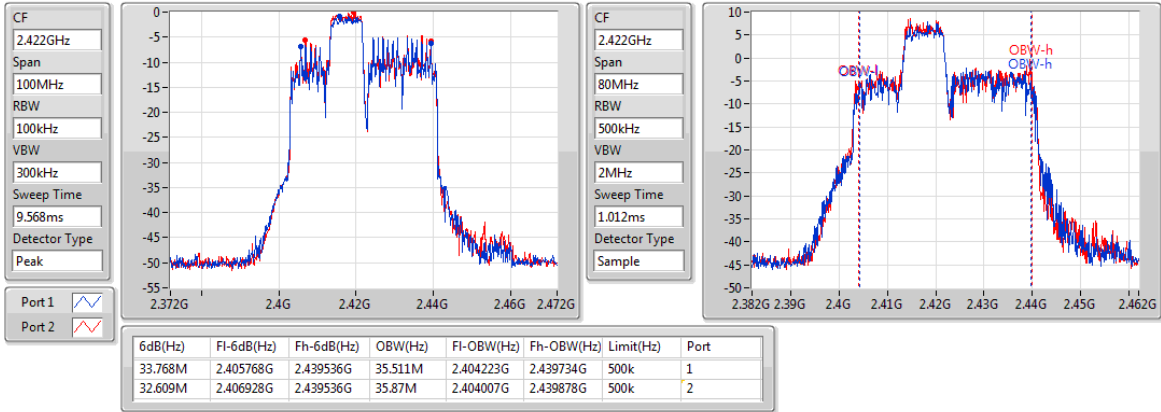 CF
2.422GHz
Span
100MHz
RBW
100kHz
VBW
300kHz
Sweep Time
9.568ms
Detector Type
Peak
0
-5
-10
-15
-20
-25
-30
-35
-40
-45
-50
-55
2.372G 2.4G 2.42G 2.44G 2.46G 2.472G
CF
2.422GHz
Span
80MHz
RBW
500kHz
VBW
2MHz
Sweep Time
1.012ms
Detector Type
Sample
10
5
0
-5
-10
-15
-20
-25
-30
-35
-40
-45
-50
OBW-l
OBW-h
OBW-h
2.382G 2.39G 2.4G 2.41G 2.42G 2.43G 2.44G 2.45G 2.462G
Port 1
Port 2
6dB(Hz) Fl-6dB(Hz) Fh-6dB(Hz) OBW(Hz) Fl-OBW(Hz) Fh-OBW(Hz) Limit(Hz) Port
33.768M 2.405768G 2.439536G 35.511M 2.404223G 2.439734G 500k 1
32.609M 2.406928G 2.439536G 35.87M 2.404007G 2.439878G 500k 2